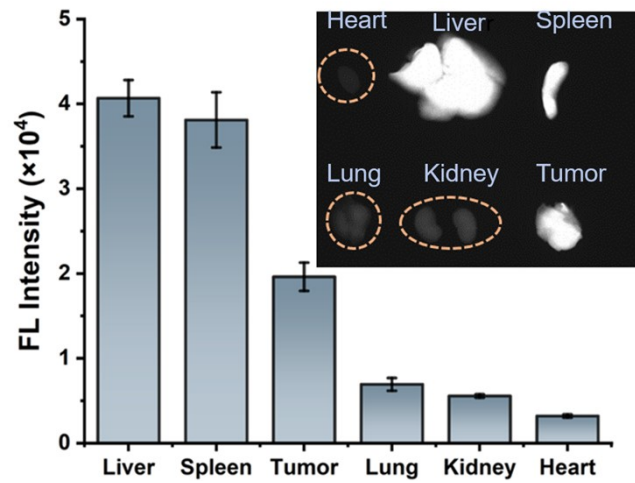 Heart Liver Spleen
Lung Kidney Tumor
FL Intensity (×10⁴)
5
4
3
2
1
0
Liver Spleen Tumor Lung Kidney Heart